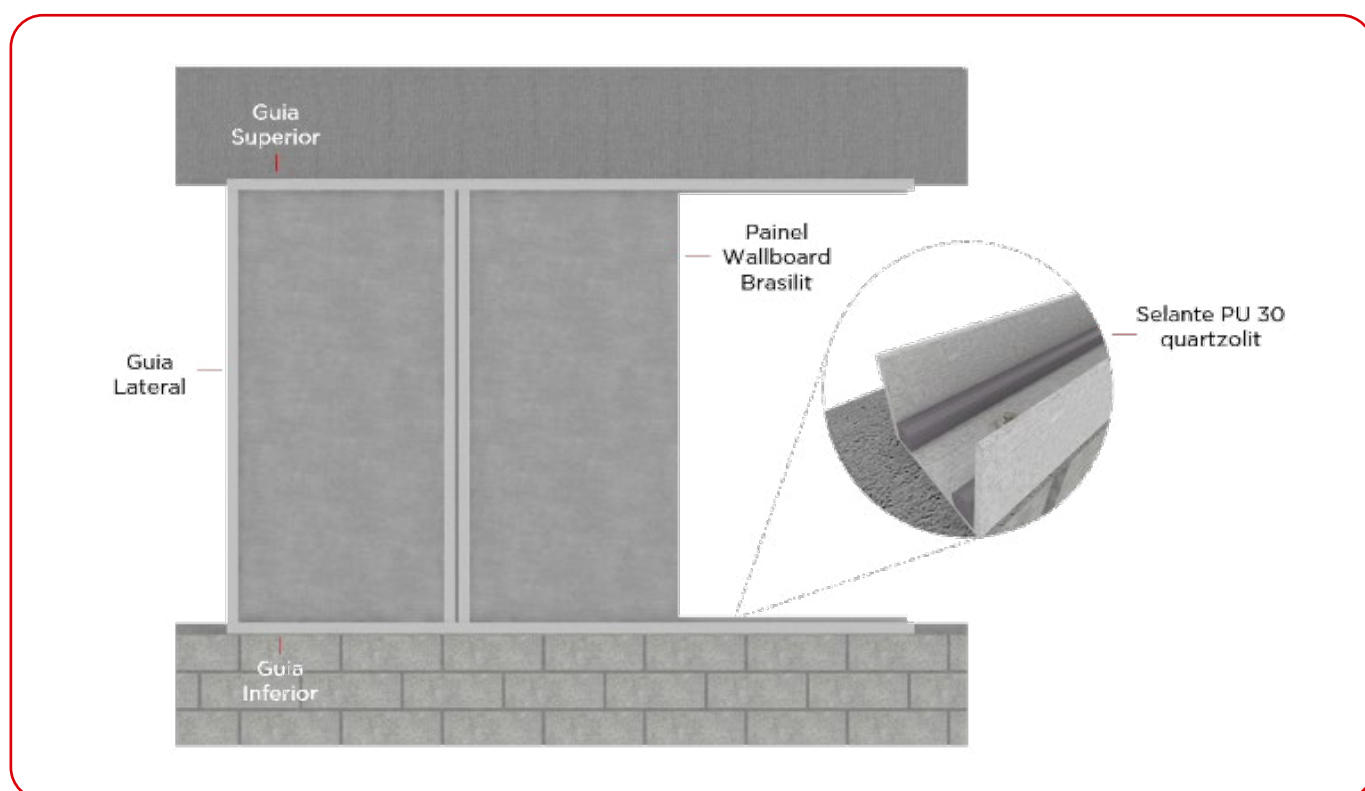 Guia
Superior
Painel
Wallboard
Brasilit
Selante PU 30
quartzolit
Guia
Lateral
Guia
Inferior